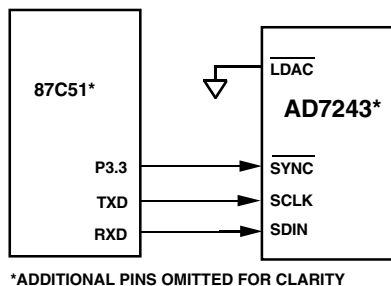 87C51*
LDAC
AD7243*
P3.3
SYNC
TXD
SCLK
RXD
SDIN
*ADDITIONAL PINS OMITTED FOR CLARITY